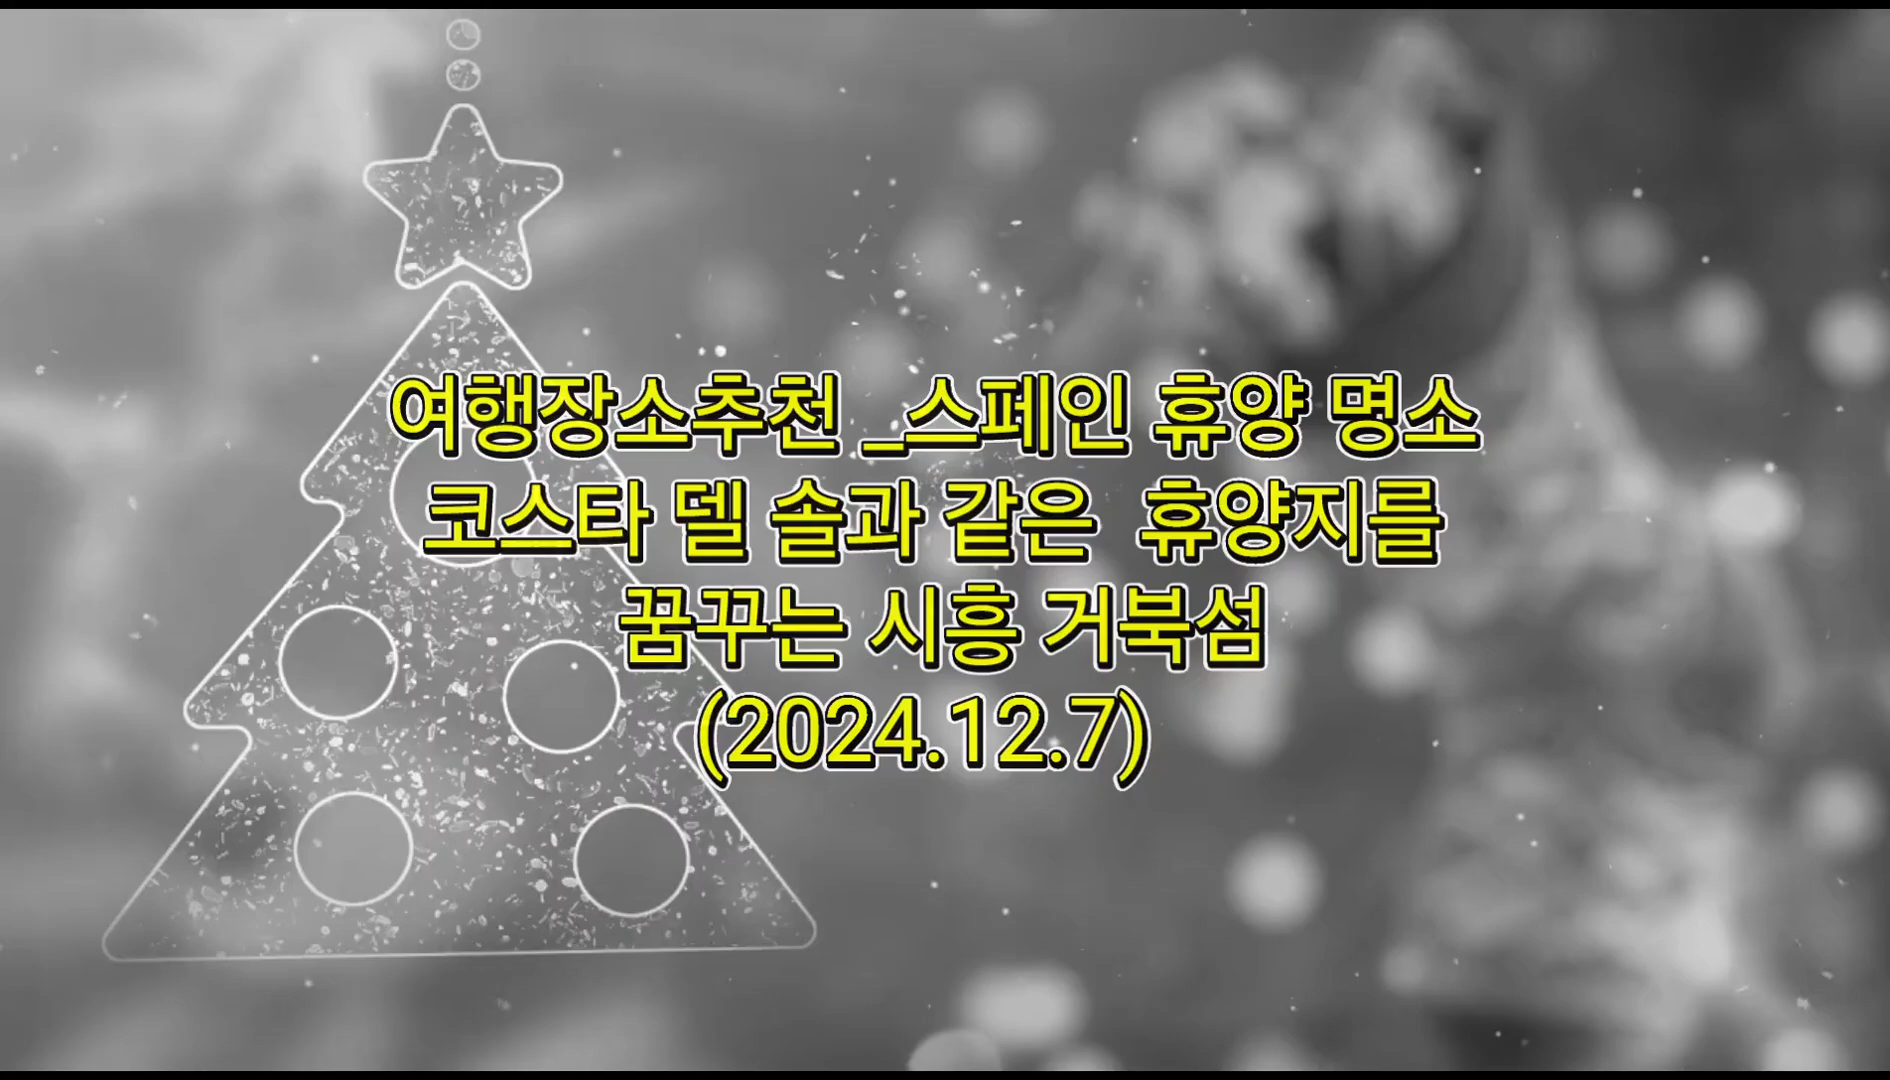 여행장소추천 _스페인 휴양 명소
코스타 델 솔과 같은 휴양지를
꿈꾸는 시흥 거북섬
(2024.12.7)